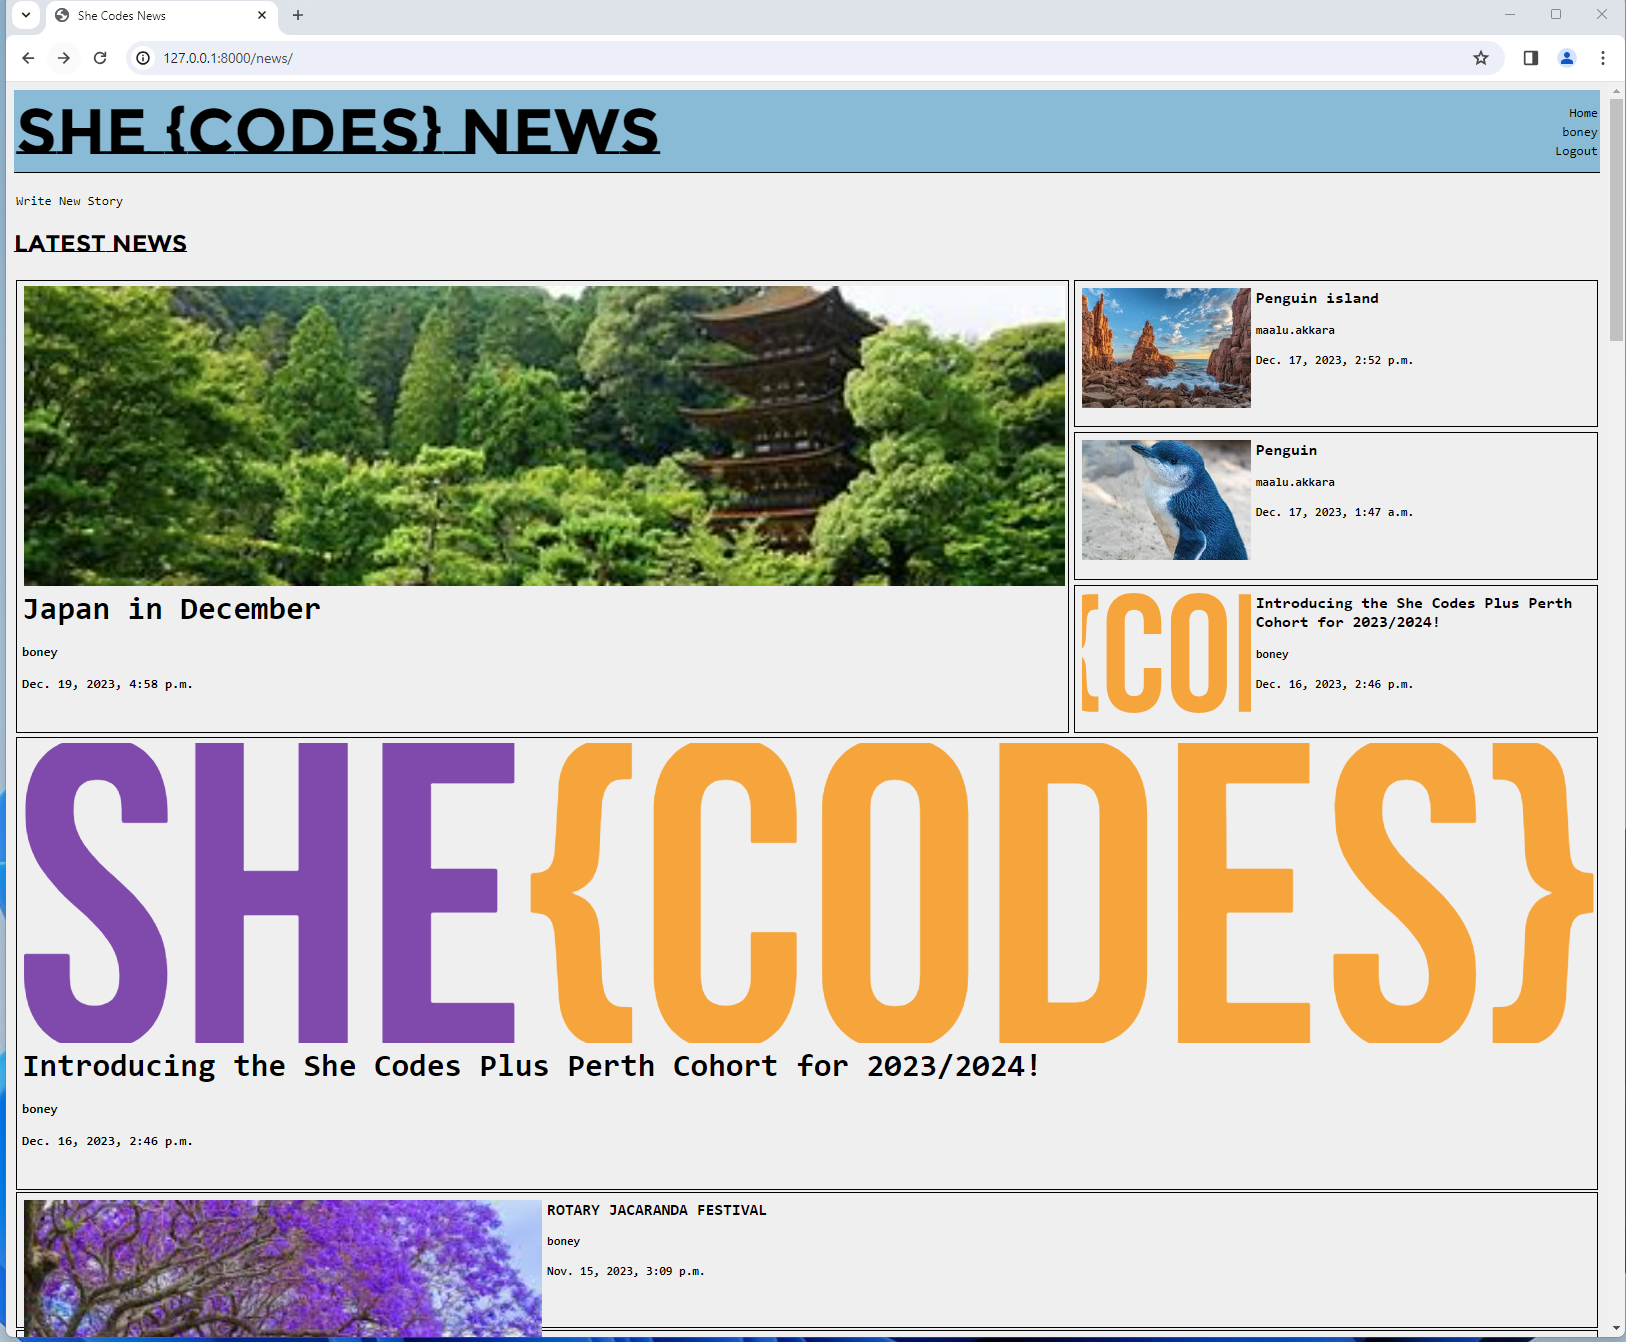 She Codes News
127.0.0.1:8000/news/
SHE {CODES} NEWS
Home
boney
Logout
Write New Story
LATEST NEWS
Japan in December
boney
Dec. 19, 2023, 4:58 p.m.
Penguin island
maalu.akkara
Dec. 17, 2023, 2:52 p.m.
Penguin
maalu.akkara
Dec. 17, 2023, 1:47 a.m.
{CO
Introducing the She Codes Plus Perth
Cohort for 2023/2024!
boney
Dec. 16, 2023, 2:46 p.m.
SHE{CODES}
Introducing the She Codes Plus Perth Cohort for 2023/2024!
boney
Dec. 16, 2023, 2:46 p.m.
ROTARY JACARANDA FESTIVAL
boney
Nov. 15, 2023, 3:09 p.m.